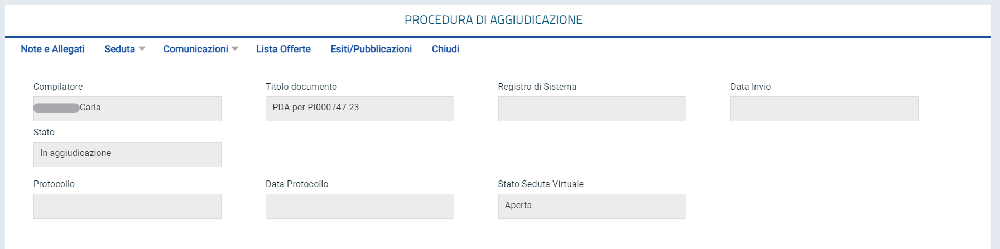 PROCEDURA DI AGGIUDICAZIONE
Note e Allegati Seduta Comunicazioni Lista Offerte Esiti/Pubblicazioni Chiudi
Compilatore Titolo documento Registro di Sistema Data Invio
Carla PDA per PI000747-23
Stato
In aggiudicazione
Protocollo Data Protocollo Stato Seduta Virtuale
Aperta